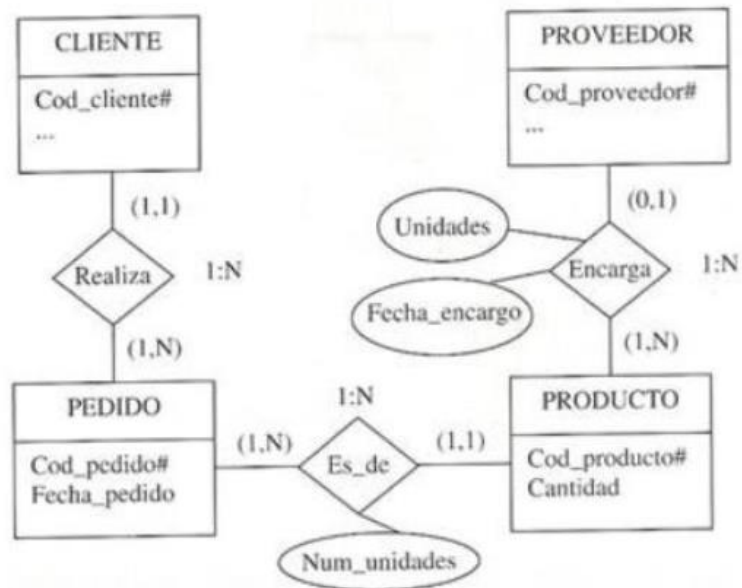 CLIENTE
Cod_cliente#
...
PROVEEDOR
Cod_proveedor#
...
(1,1)
(0,1)
Unidades
Realiza
1:N
Encarga
1:N
Fecha_encargo
(1,N)
(1,N)
PEDIDO
Cod_pedido#
Fecha_pedido
1:N
(1,N)
Es_de
(1,1)
PRODUCTO
Cod_producto#
Cantidad
Num_unidades